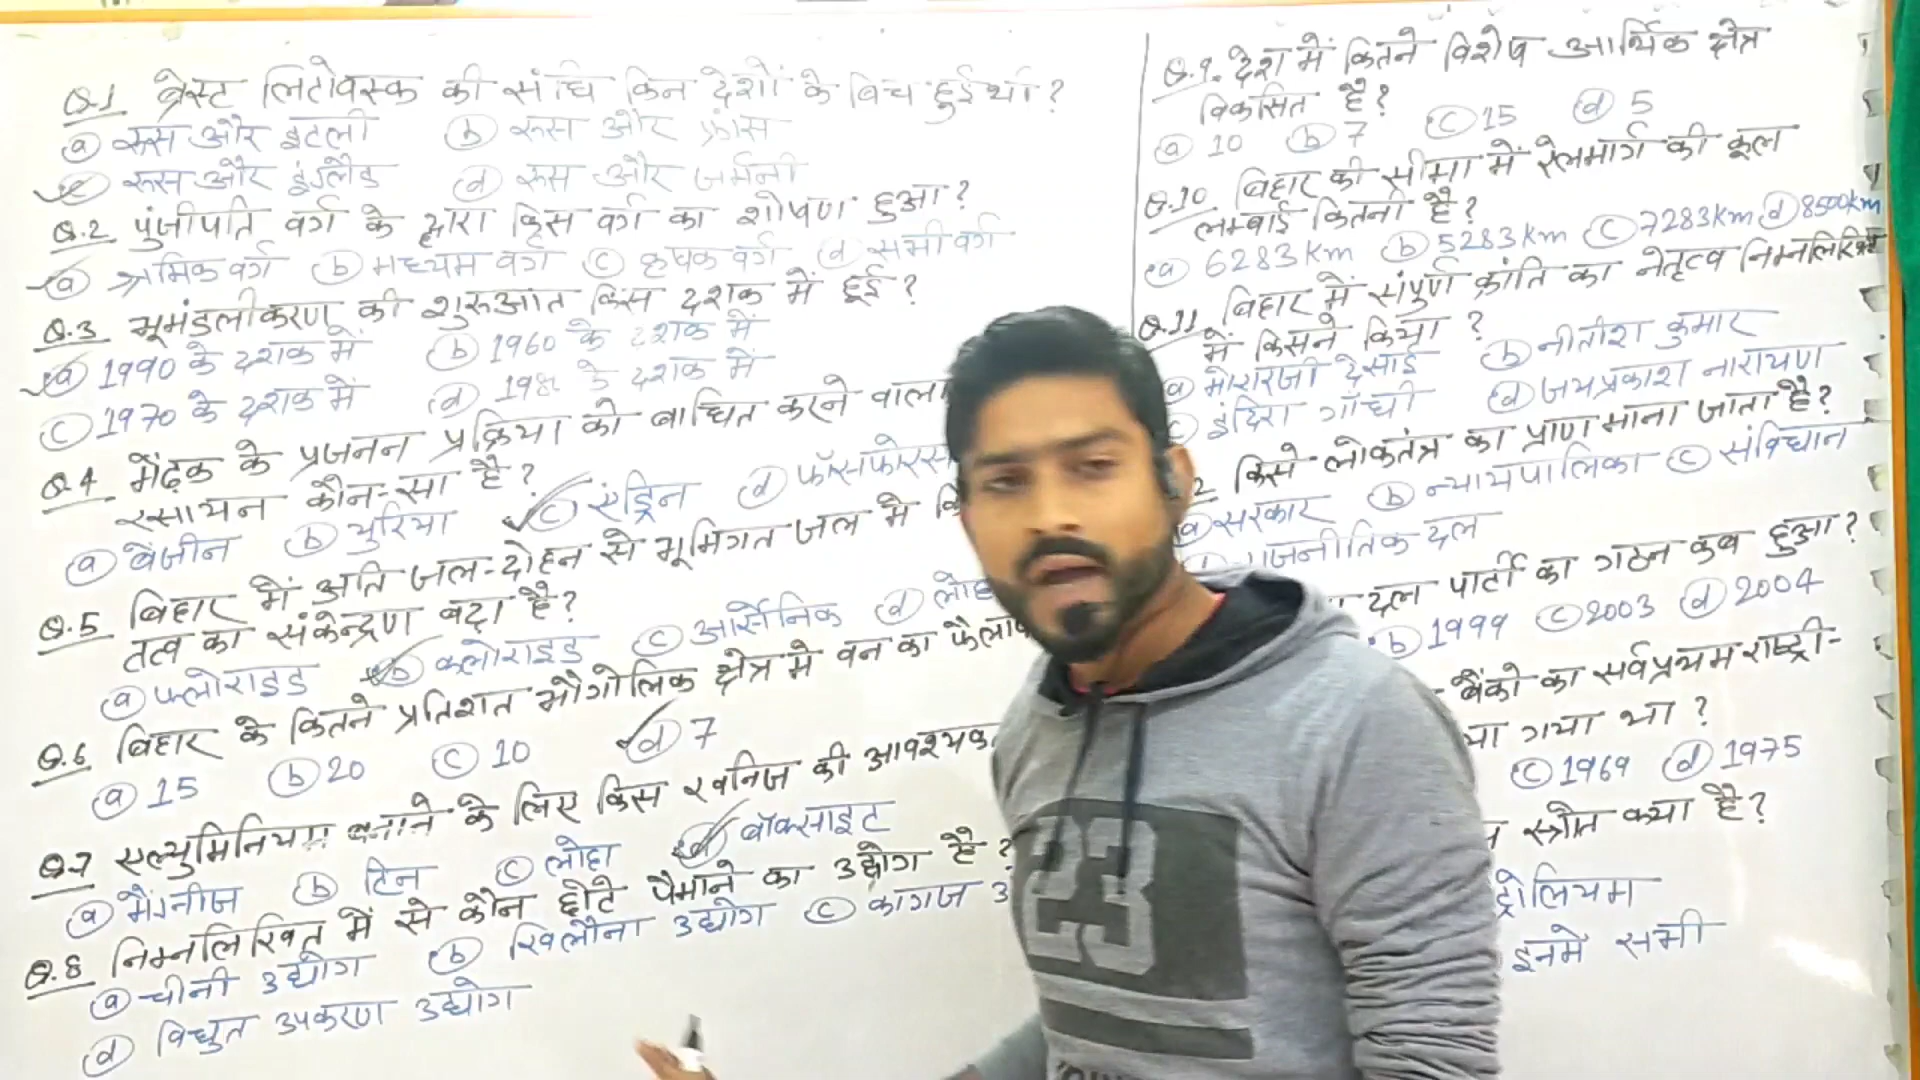 Q.1 ब्रेस्ट लिटोवस्क की संधि किन देशों के बिच हुई थी?
a रूस और इटली b रूस और फ्रांस
c रूस और इंग्लैंड d रूस और जर्मनी
Q.2 पुंजीपति वर्ग के द्वारा किस वर्ग का शोषण हुआ?
a श्रमिक वर्ग b मध्यम वर्ग c कृषक वर्ग d सभी वर्ग
Q.3 भूमंडलीकरण की शुरुआत किस दशक में हुई?
a 1990 के दशक में b 1960 के दशक में
c 1970 के दशक में d के दशक में
Q.4 मेंढ़क के प्रजनन प्रक्रिया को बाधित करने वाला
रसायन कौन-सा है?
a बेंजीन b युरिया c एंड्रिन d फॉसफोरस
Q.5 बिहार में अति जल-दोहन से भूमिगत जल में
तत्व का संकेन्द्रण बढ़ा है?
a फ्लोराइड b क्लोराइड c आर्सेनिक d
Q.6 बिहार के कितने प्रतिशत भौगोलिक क्षेत्र मे वन का
a 15 b 20 c 10 d 7
Q.7 एल्युमिनियम बनाने के लिए किस खनिज की
a मैंगनीज b टिन c लोहा d बॉक्साइट
Q.8 निम्नलिखित में से कौन छोटे पैमाने का उद्योग है?
a चीनी उद्योग b खिलौना उद्योग c कागज
d विधुत उपकरण उद्योग
Q.9. देश में कितने विशेष आर्थिक क्षेत्र
विकसित है?
a 10 b 7 c 15 d 5
Q.10 बिहार की सीमा में रेलमार्ग की कूल
लम्बाई कितनी है?
a 6283 Km b 5283 Km c 7283 Km d 8500 km
Q.11 बिहार में संपुर्ण क्रांति का नेतृत्व निम्नलिखित
में किसने किया?
a मोरारजी देसाई b नीतीश कुमार
c इंदिरा गाँधी d जयप्रकाश नारायण
2 किसे लोकतंत्र का प्राण माना जाता है?
a सरकार b न्यायपालिका c संविधान
राजनीतिक दल
दल पार्टी का गठन कब हुआ?
b 1999 c 2003 d 2004
बैंको का सर्वप्रथम राष्ट्री-
गया था?
c 1969 d 1975
स्त्रौत क्या है?
इनमे सभी